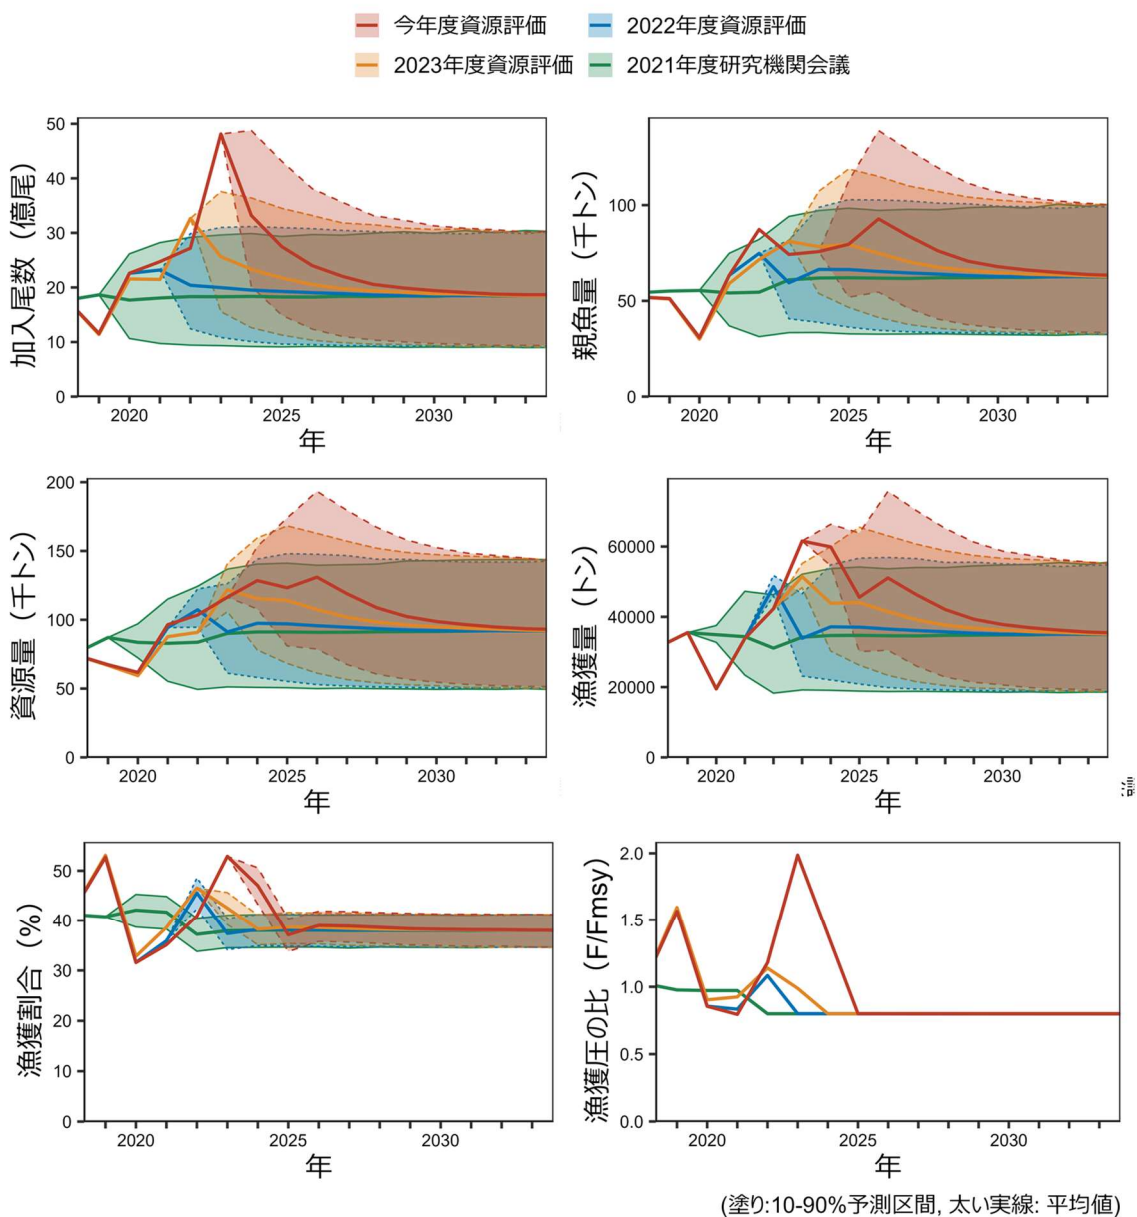 今年度資源評価
2022年度資源評価
2023年度資源評価
2021年度研究機関会議
加入尾数（億尾）
50
40
30
20
10
0
2020
2025
2030
年
親魚量（千トン）
100
50
0
2020
2025
2030
年
資源量（千トン）
200
150
100
50
0
2020
2025
2030
年
漁獲量（トン）
60000
40000
20000
0
2020
2025
2030
年
漁獲割合（%）
50
40
30
20
10
0
2020
2025
2030
年
漁獲圧の比（F/Fmsy）
2.0
1.5
1.0
0.5
0.0
2020
2025
2030
年
(塗り:10-90%予測区間, 太い実線: 平均値)